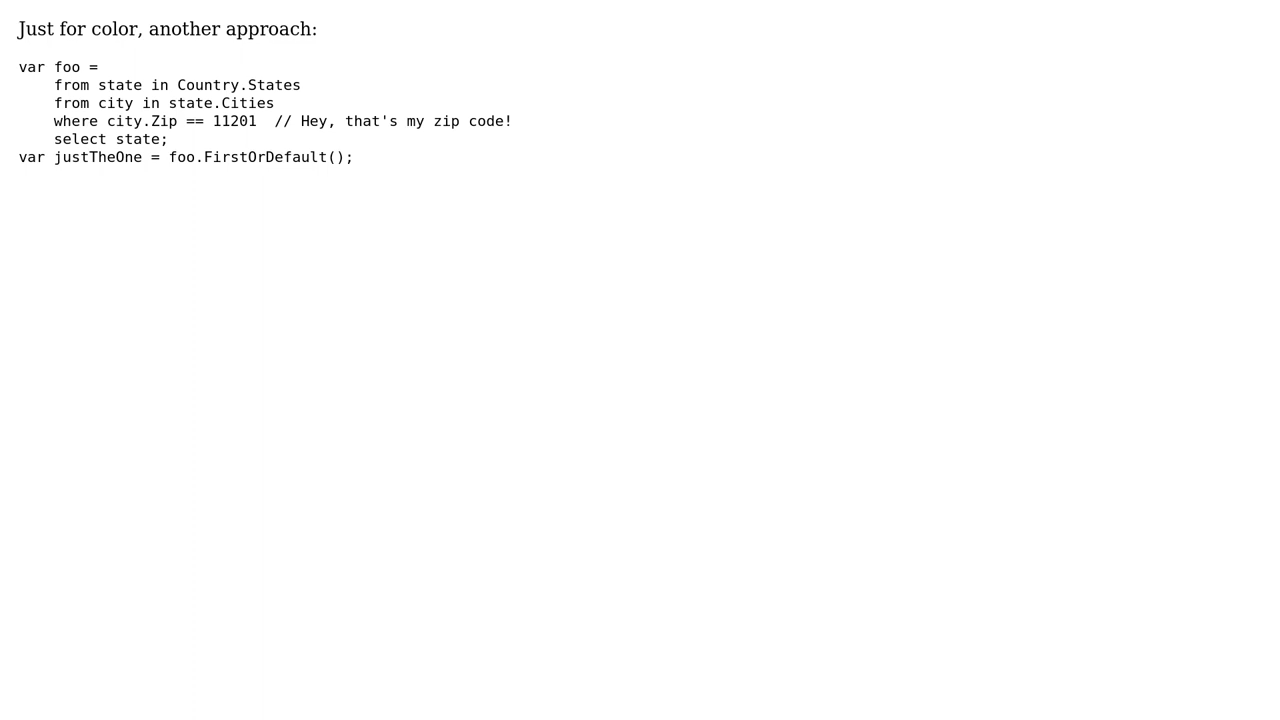 Just for color, another approach:
var foo =
    from state in Country.States
    from city in state.Cities
    where city.Zip == 11201  // Hey, that's my zip code!
    select state;
var justTheOne = foo.FirstOrDefault();